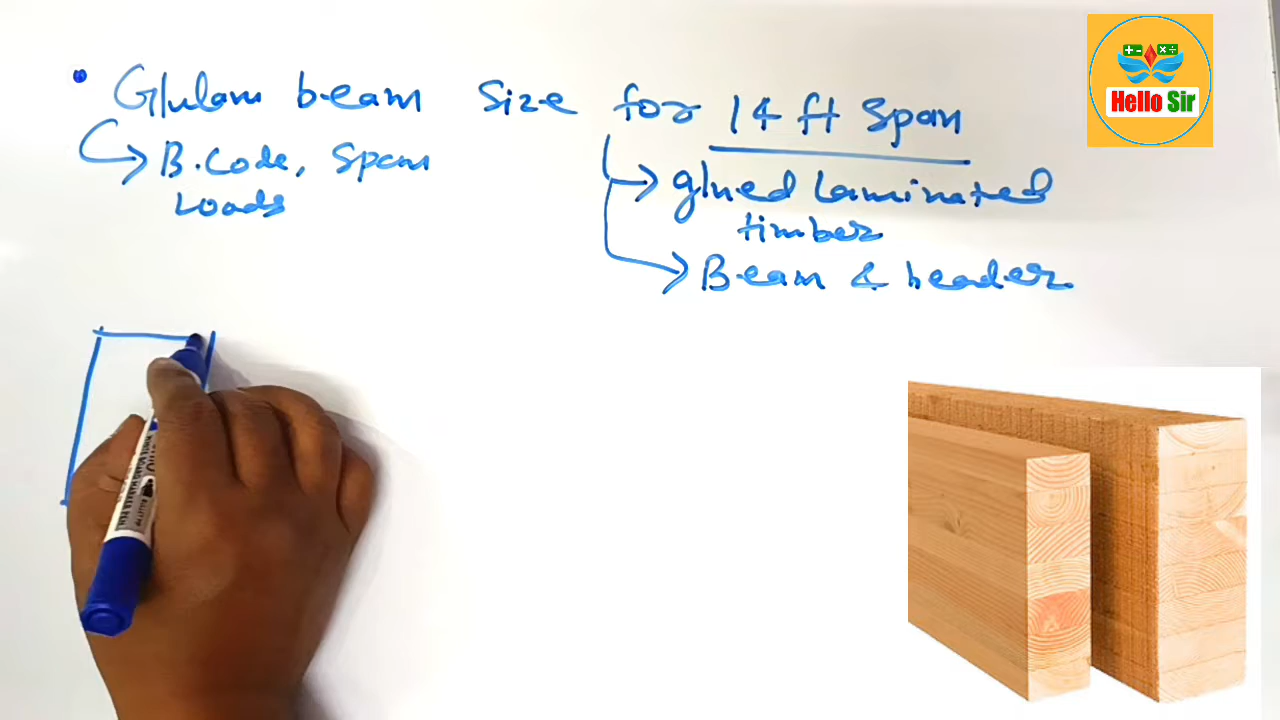 • Glulam beam size for 14 ft span
→ B.Code, Span
Loads
→ glued laminated
timber
→ Beam & header
Hello Sir